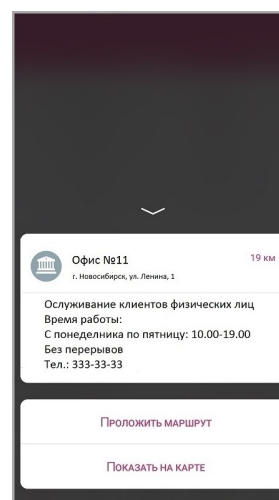 Офис №11
19 км
г. Новосибирск, ул. Ленина, 1
Ослуживание клиентов физических лиц
Время работы:
С понеделника по пятницу: 10.00-19.00
Без перерывов
Тел.: 333-33-33
Проложить маршрут
Показать на карте